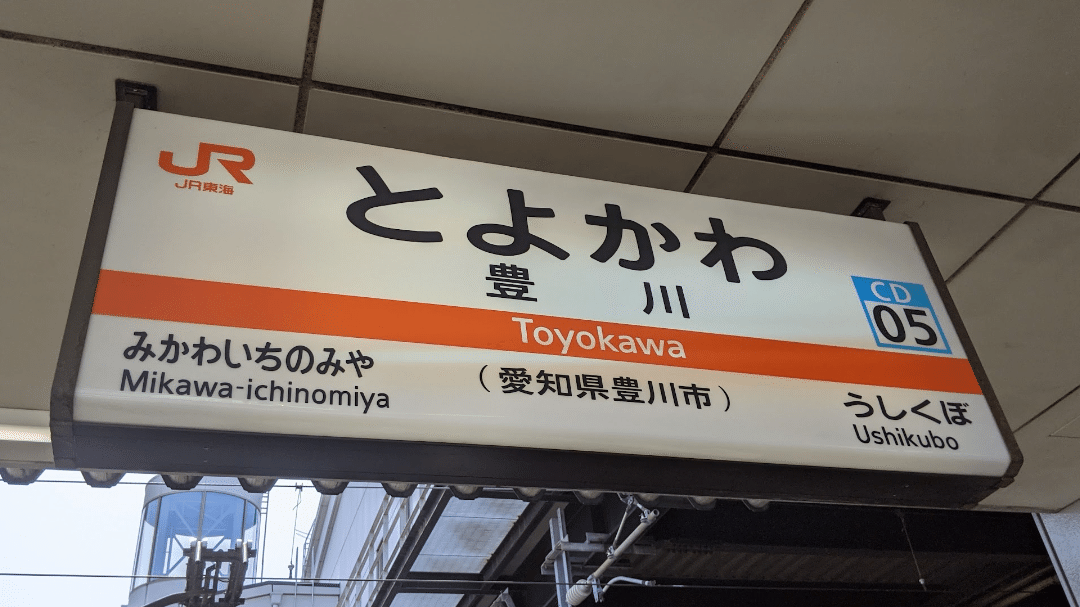 JR
JR東海
とよかわ
豊川
CD
05
Toyokawa
みかわいちのみや
Mikawa-ichinomiya
(愛知県豊川市)
うしくぼ
Ushikubo